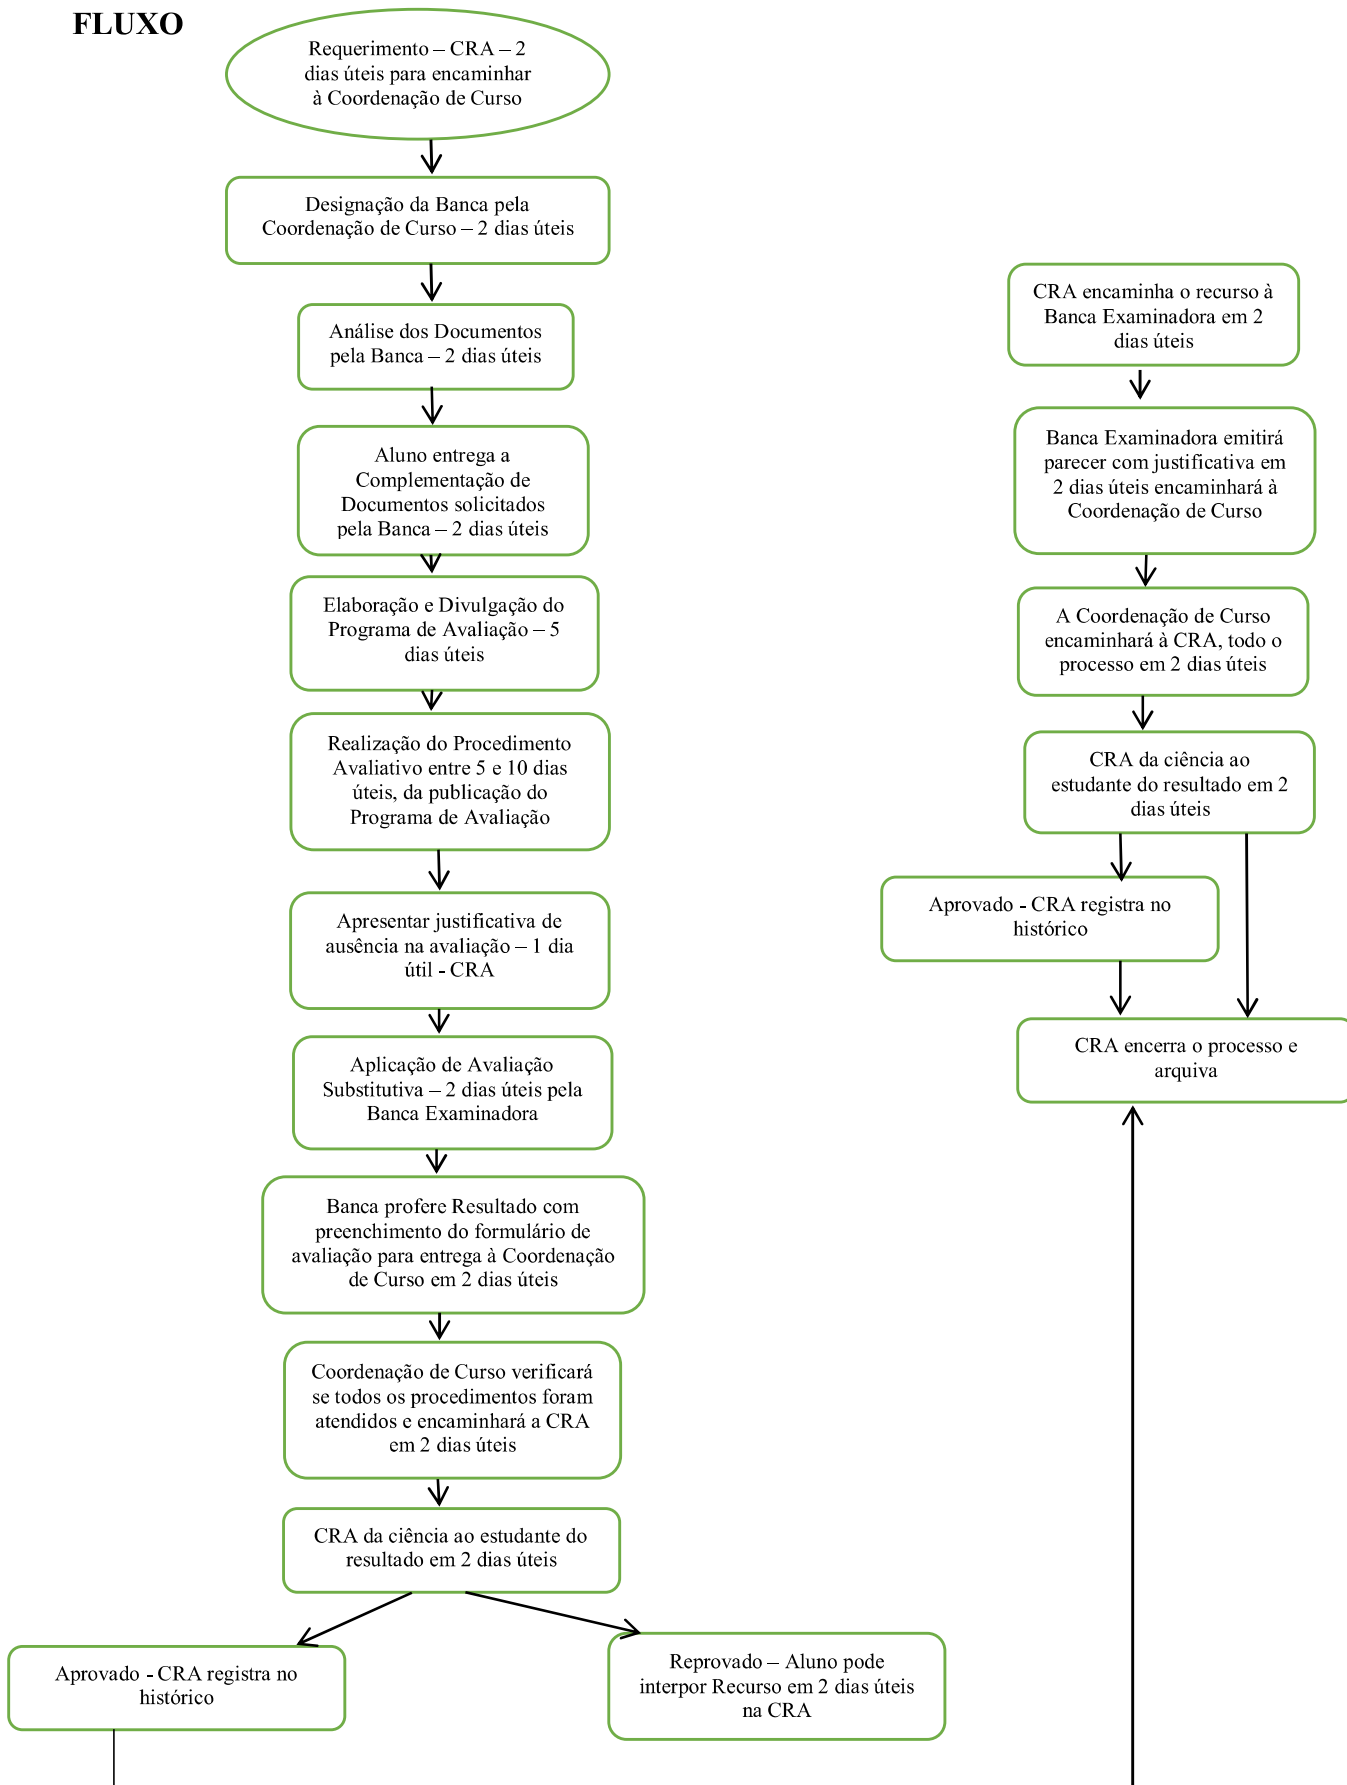 FLUXO
Requerimento – CRA – 2
dias úteis para encaminhar
à Coordenação de Curso
Designação da Banca pela
Coordenação de Curso – 2 dias úteis
Análise dos Documentos
pela Banca – 2 dias úteis
Aluno entrega a
Complementação de
Documentos solicitados
pela Banca – 2 dias úteis
Elaboração e Divulgação do
Programa de Avaliação – 5
dias úteis
Realização do Procedimento
Avaliativo entre 5 e 10 dias
úteis, da publicação do
Programa de Avaliação
Apresentar justificativa de
ausência na avaliação – 1 dia
útil - CRA
Aplicação de Avaliação
Substitutiva – 2 dias úteis pela
Banca Examinadora
Banca profere Resultado com
preenchimento do formulário de
avaliação para entrega à Coordenação
de Curso em 2 dias úteis
Coordenação de Curso verificará
se todos os procedimentos foram
atendidos e encaminhará a CRA
em 2 dias úteis
CRA da ciência ao estudante do
resultado em 2 dias úteis
Aprovado - CRA registra no
histórico
Reprovado – Aluno pode
interpor Recurso em 2 dias úteis
na CRA
CRA encaminha o recurso à
Banca Examinadora em 2
dias úteis
Banca Examinadora emitirá
parecer com justificativa em
2 dias úteis encaminhará à
Coordenação de Curso
A Coordenação de Curso
encaminhará à CRA, todo o
processo em 2 dias úteis
CRA da ciência ao
estudante do resultado em 2
dias úteis
Aprovado - CRA registra no
histórico
CRA encerra o processo e
arquiva